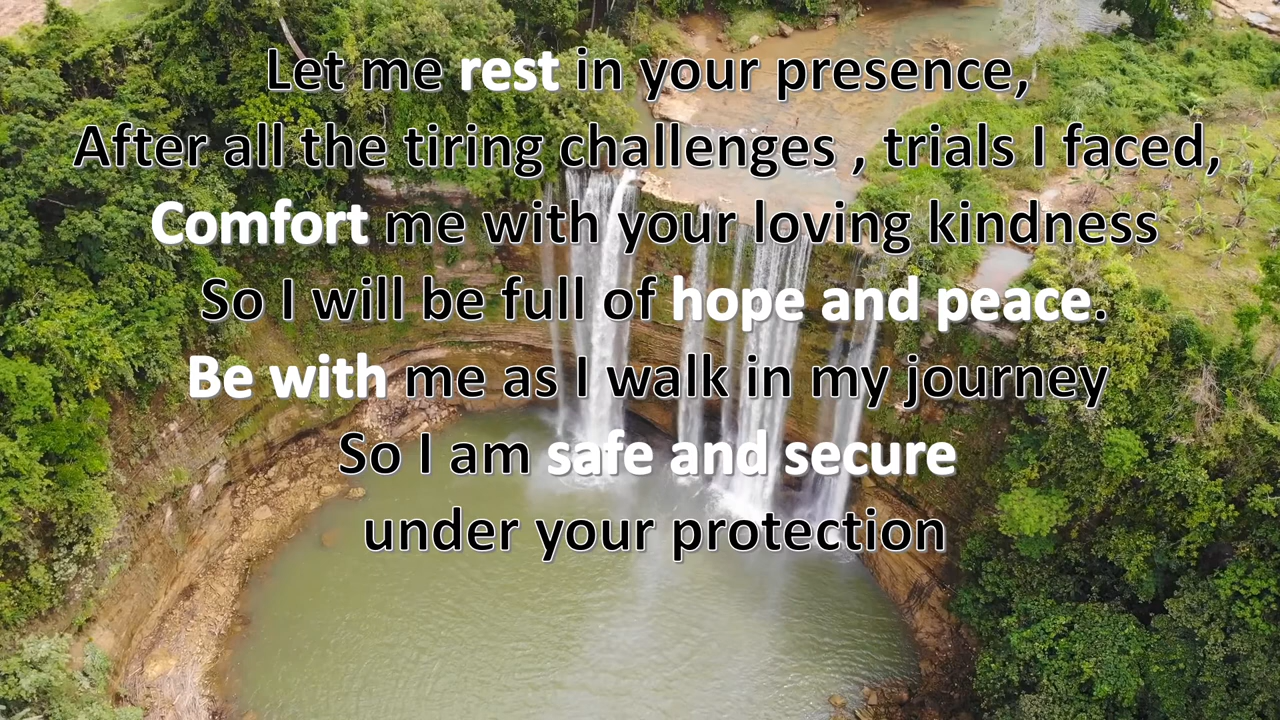 Let me rest in your presence,
After all the tiring challenges , trials I faced,
Comfort me with your loving kindness
So I will be full of hope and peace.
Be with me as I walk in my journey
So I am safe and secure
under your protection